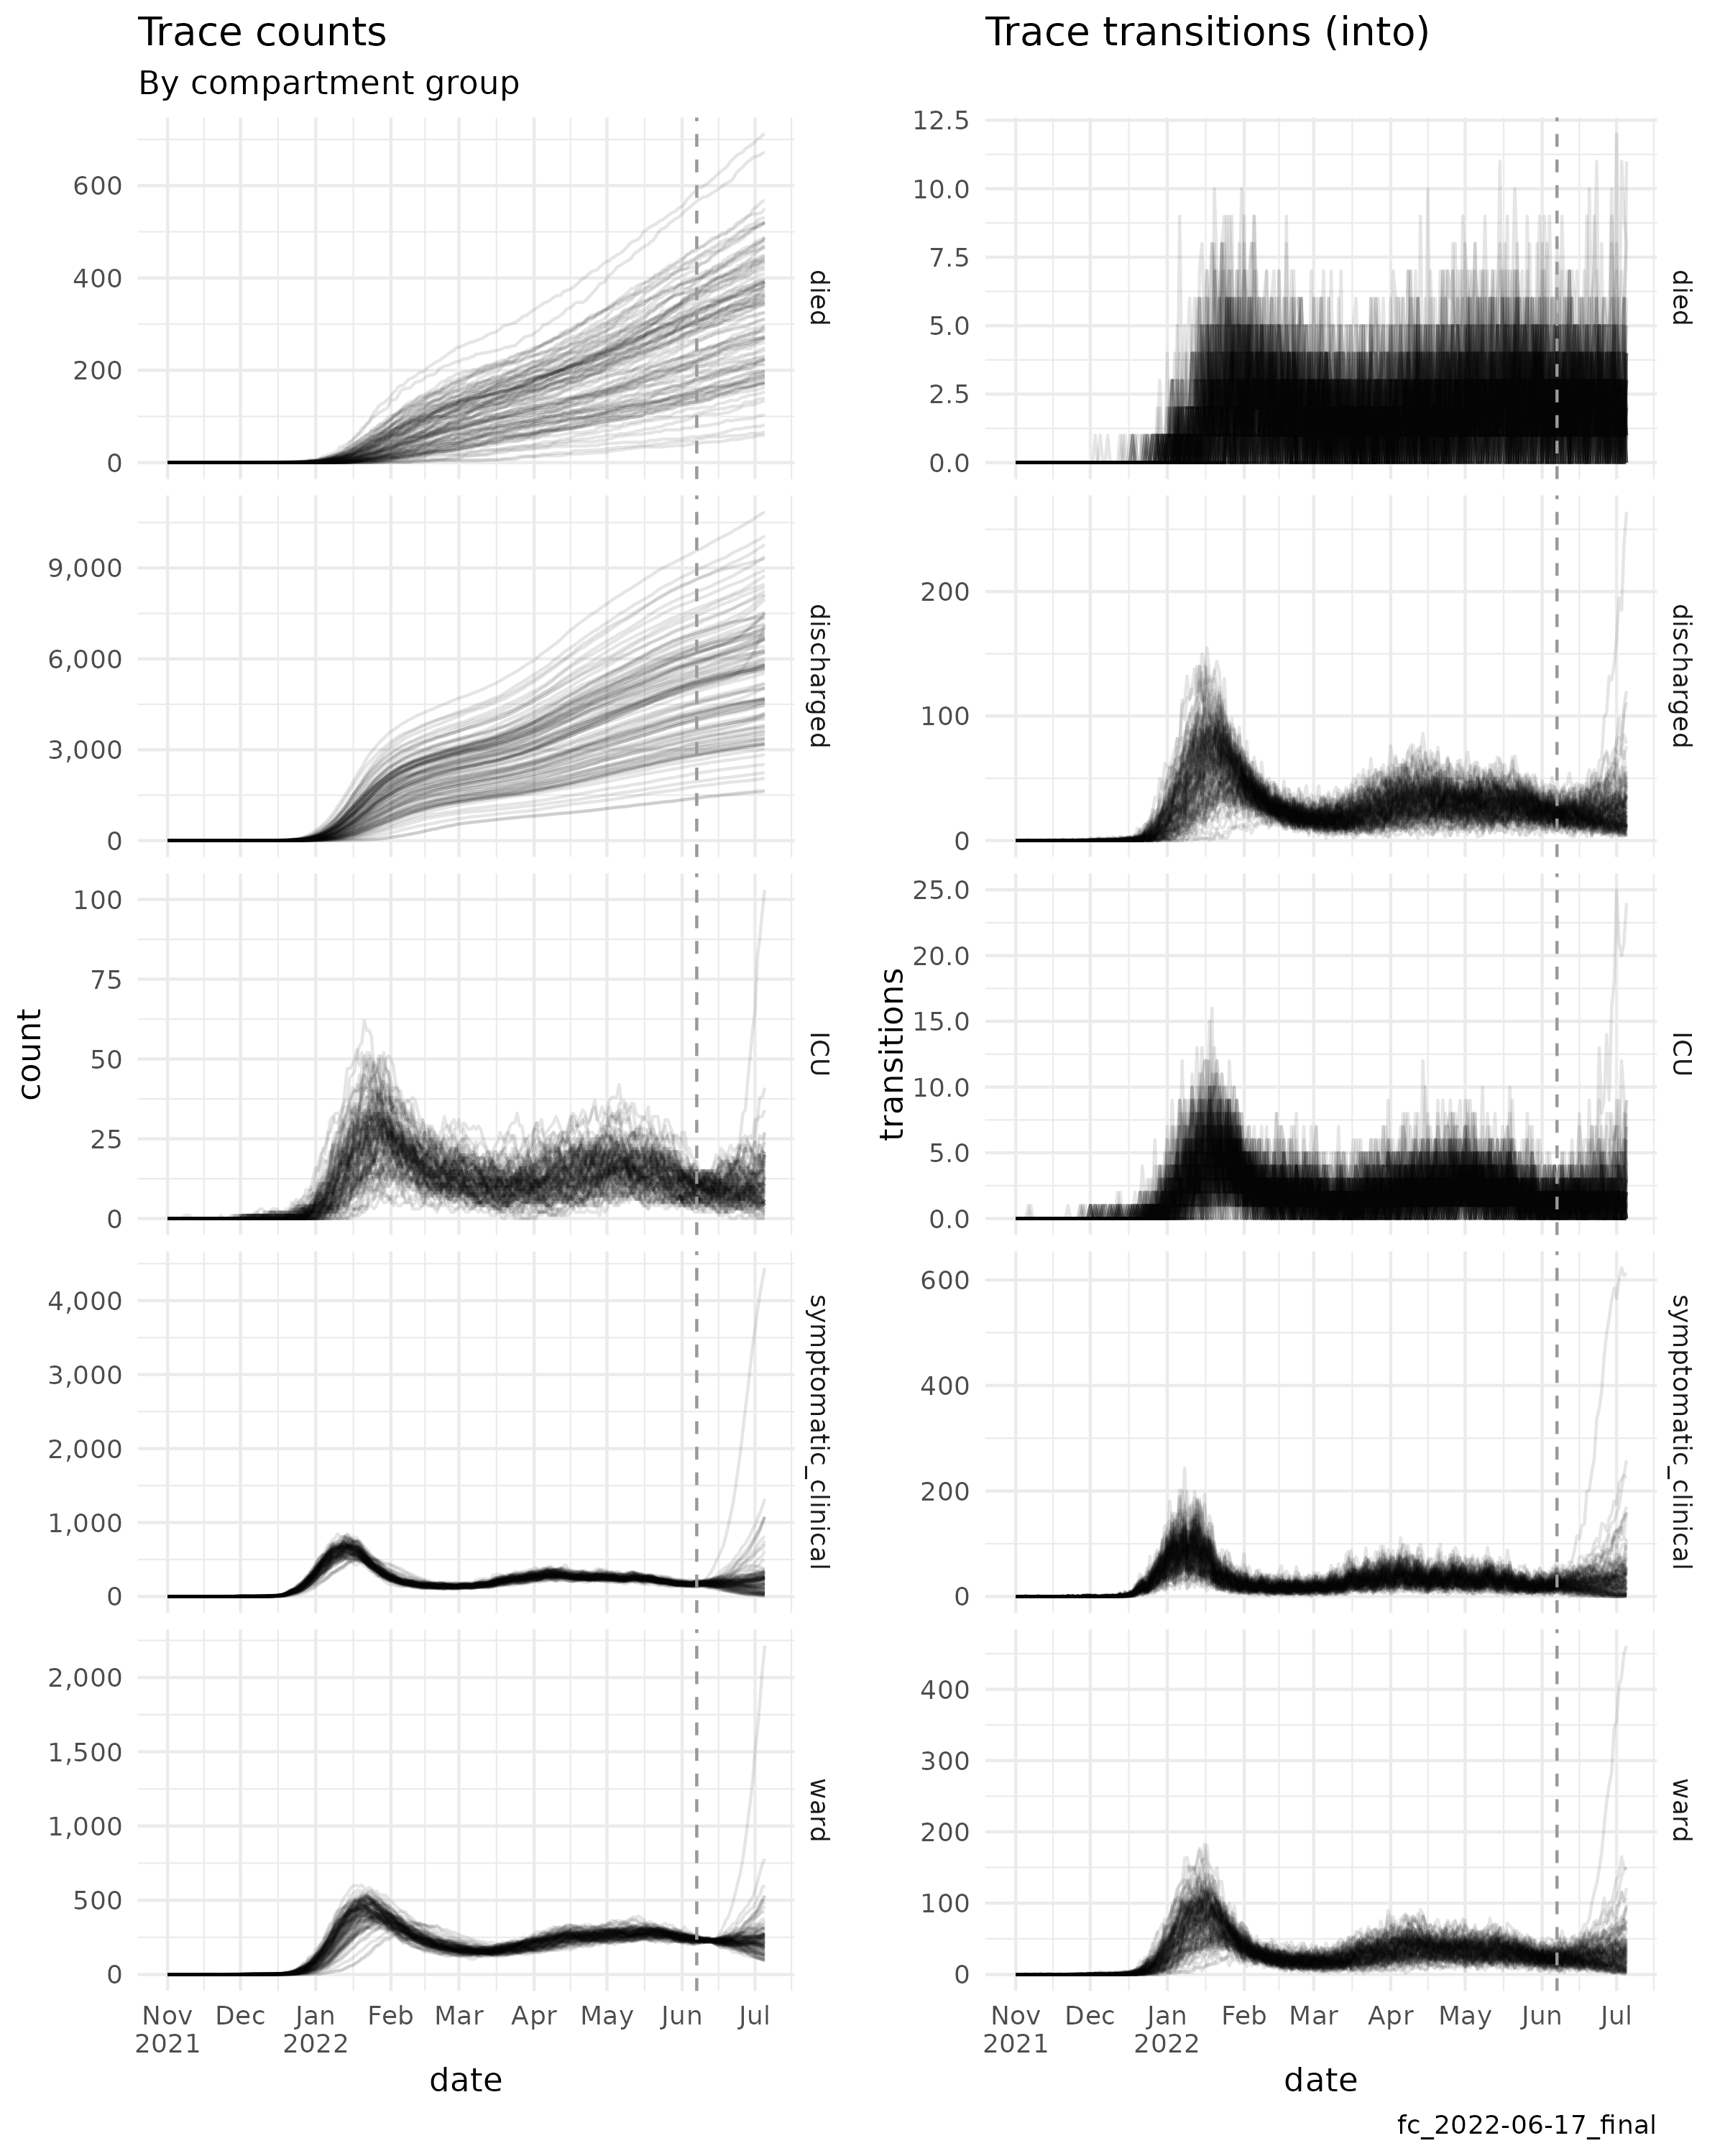 Trace counts
By compartment group
600
400
200
0
died
9,000
6,000
3,000
0
discharged
100
75
50
25
0
ICU
count
4,000
3,000
2,000
1,000
0
symptomatic_clinical
2,000
1,500
1,000
500
0
ward
Nov Dec Jan Feb Mar Apr May Jun Jul
2021 2022
date
Trace transitions (into)
12.5
10.0
7.5
5.0
2.5
0.0
died
200
100
0
discharged
25.0
20.0
15.0
10.0
5.0
0.0
ICU
transitions
600
400
200
0
symptomatic_clinical
400
300
200
100
0
ward
Nov Dec Jan Feb Mar Apr May Jun Jul
2021 2022
date
fc_2022-06-17_final